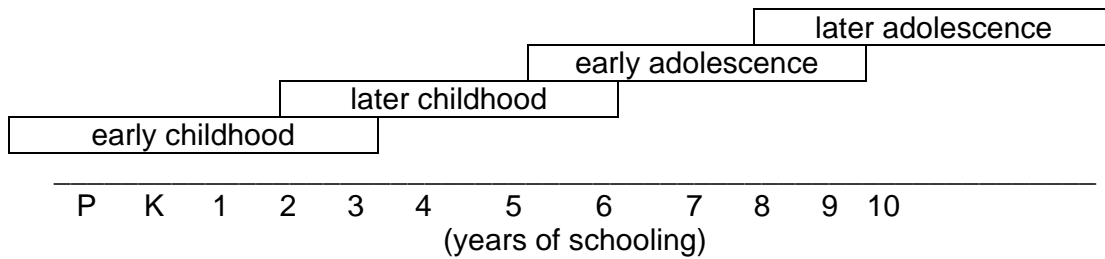 later adolescence
early adolescence
later childhood
early childhood
P K 1 2 3 4 5 6 7 8 9 10
(years of schooling)